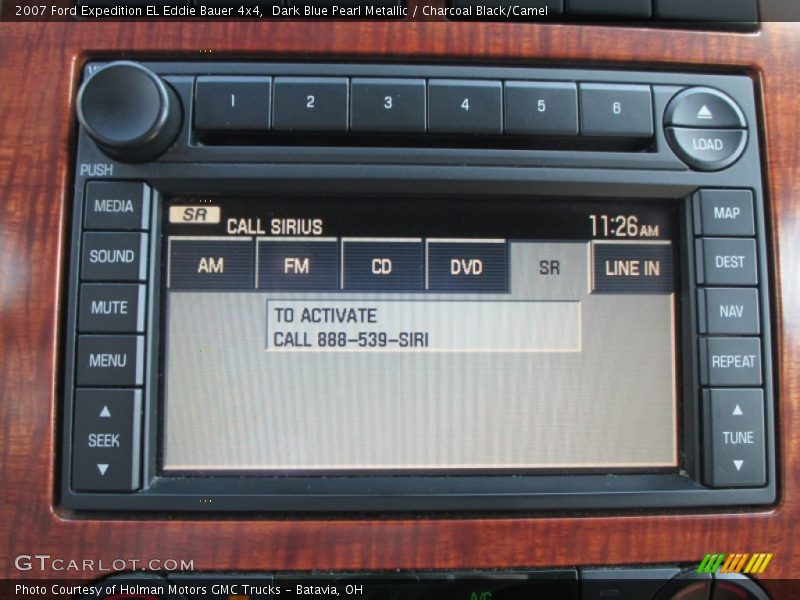 2007 Ford Expedition EL Eddie Bauer 4x4,  Dark Blue Pearl Metallic / Charcoal Black/Camel
1 2 3 4 5 6
LOAD
PUSH
MEDIA
SOUND
MUTE
MENU
SEEK
SR CALL SIRIUS 11:26 AM
AM FM CD DVD SR LINE IN
TO ACTIVATE
CALL 888-539-SIRI
MAP
DEST
NAV
REPEAT
TUNE
GTCARLOT.COM
A/C
Photo Courtesy of Holman Motors GMC Trucks - Batavia, OH